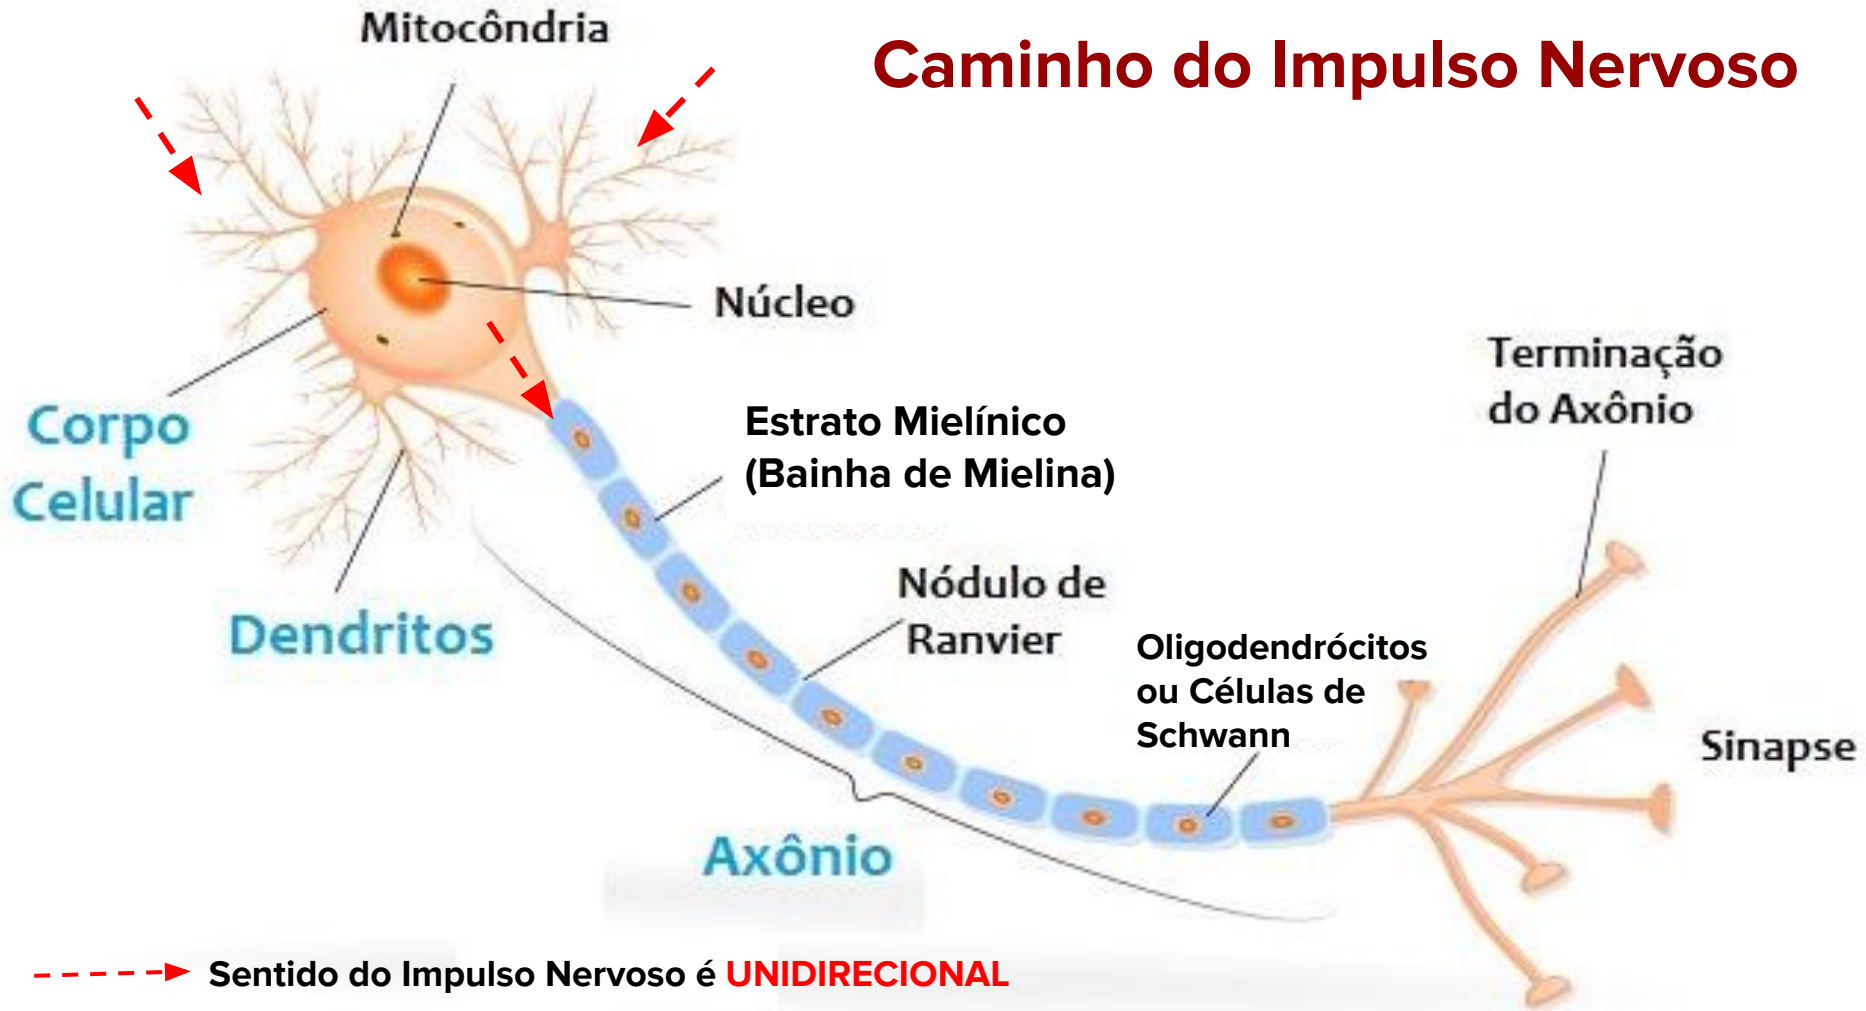 Mitocôndria
Caminho do Impulso Nervoso
Núcleo
Terminação
do Axônio
Corpo
Celular
Estrato Mielínico
(Bainha de Mielina)
Dendritos
Nódulo de
Ranvier
Oligodendrócitos
ou Células de
Schwann
Sinapse
Axônio
Sentido do Impulso Nervoso é UNIDIRECIONAL